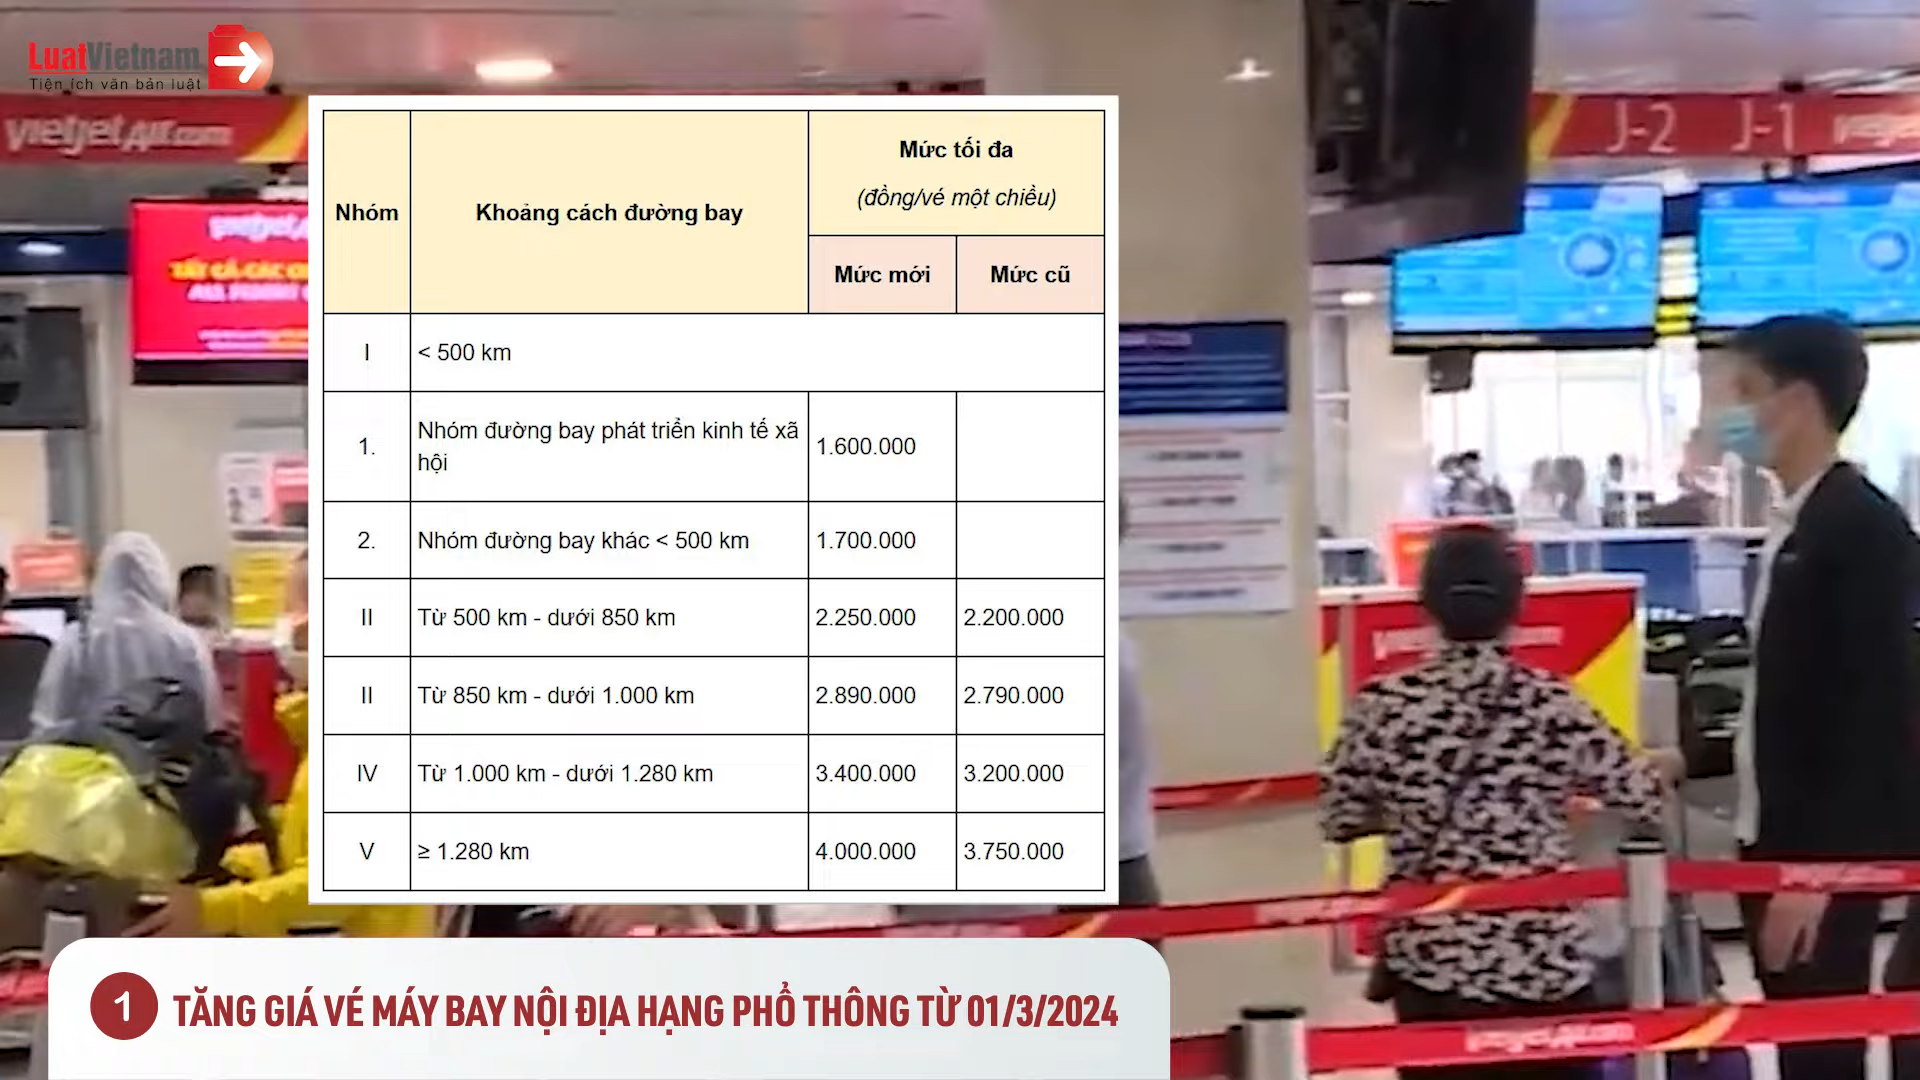 LuatVietnam
Tiện ích văn bản luật
vietjetAir.com
J-2 J-1
Nhóm
Khoảng cách đường bay
Mức tối đa
(đồng/vé một chiều)
Mức mới
Mức cũ
I
< 500 km
1.
Nhóm đường bay phát triển kinh tế xã
hội
1.600.000
2.
Nhóm đường bay khác < 500 km
1.700.000
II
Từ 500 km - dưới 850 km
2.250.000
2.200.000
II
Từ 850 km - dưới 1.000 km
2.890.000
2.790.000
IV
Từ 1.000 km - dưới 1.280 km
3.400.000
3.200.000
V
≥ 1.280 km
4.000.000
3.750.000
1 TĂNG GIÁ VÉ MÁY BAY NỘI ĐỊA HẠNG PHỔ THÔNG TỪ 01/3/2024